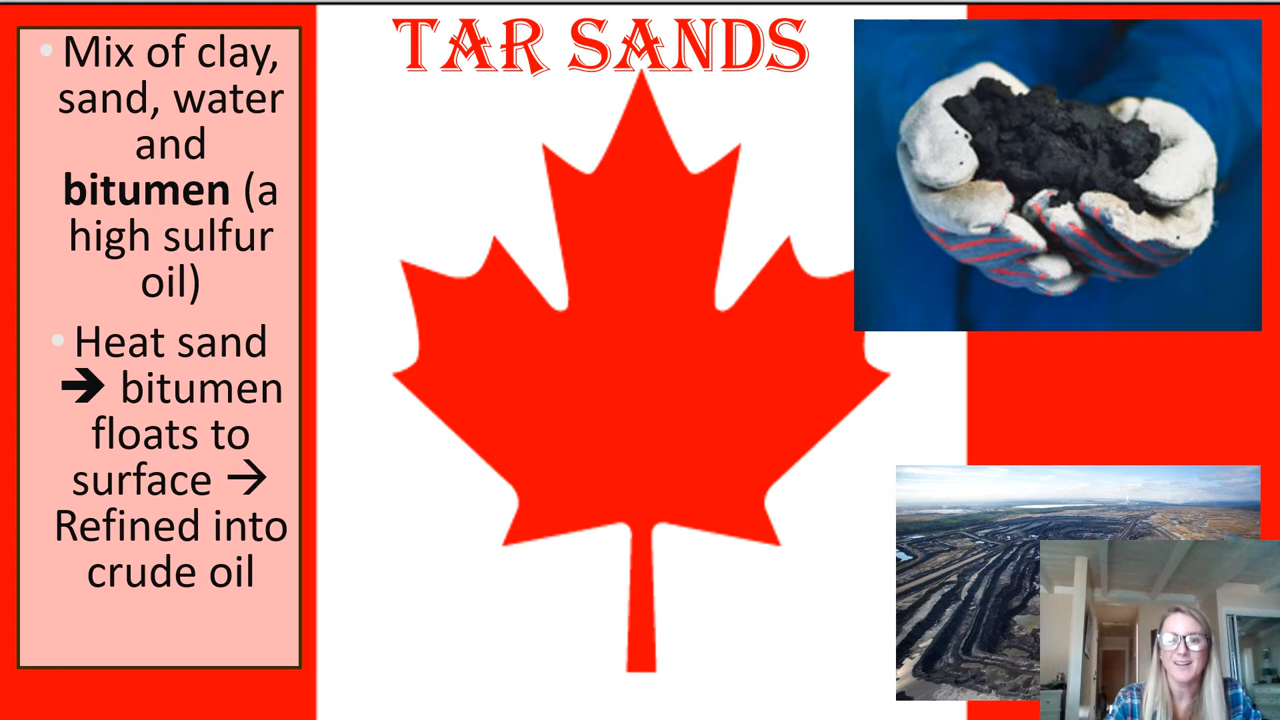 TAR SANDS
• Mix of clay,
sand, water
and
bitumen (a
high sulfur
oil)
• Heat sand
➔ bitumen
floats to
surface →
Refined into
crude oil